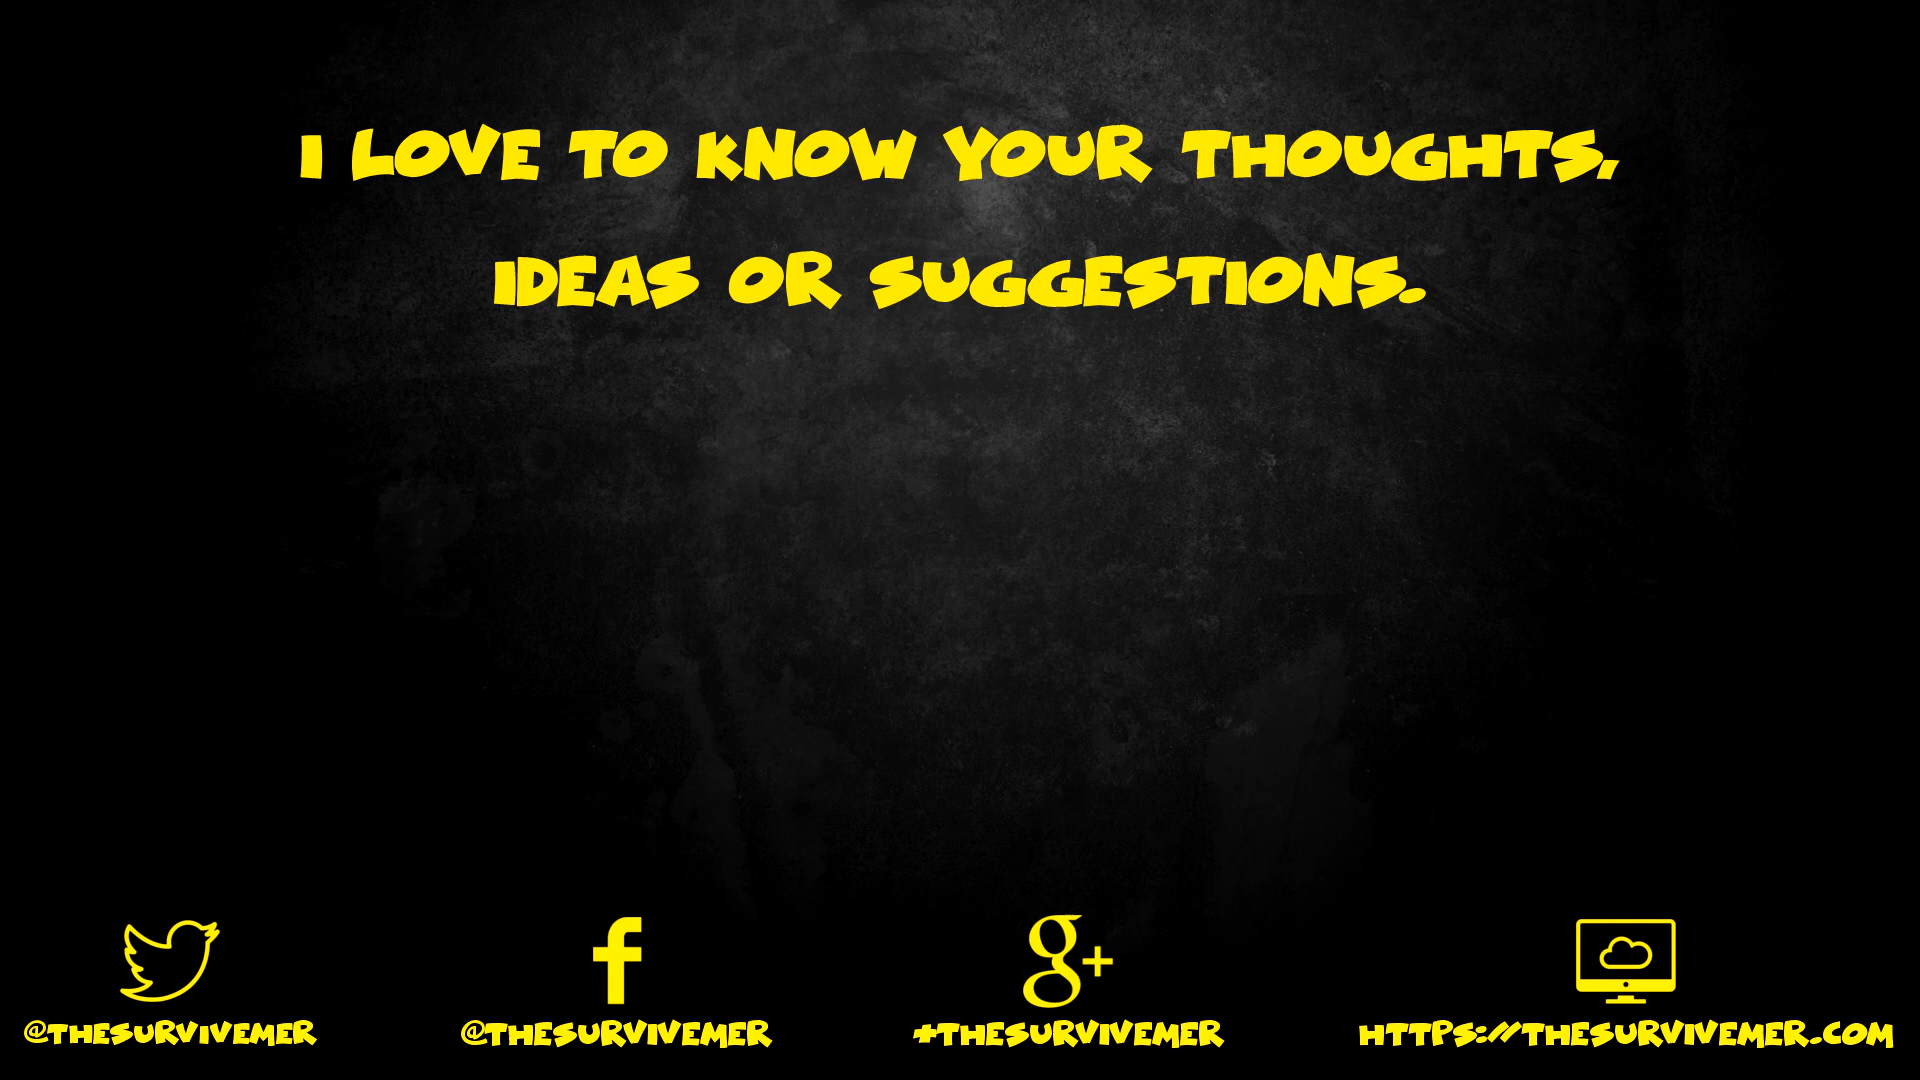 I LOVE TO KNOW YOUR THOUGHTS,
IDEAS OR SUGGESTIONS.
f
g+
@THESURVIVEMER
@THESURVIVEMER
+THESURVIVEMER
HTTPS://THESURVIVEMER.COM